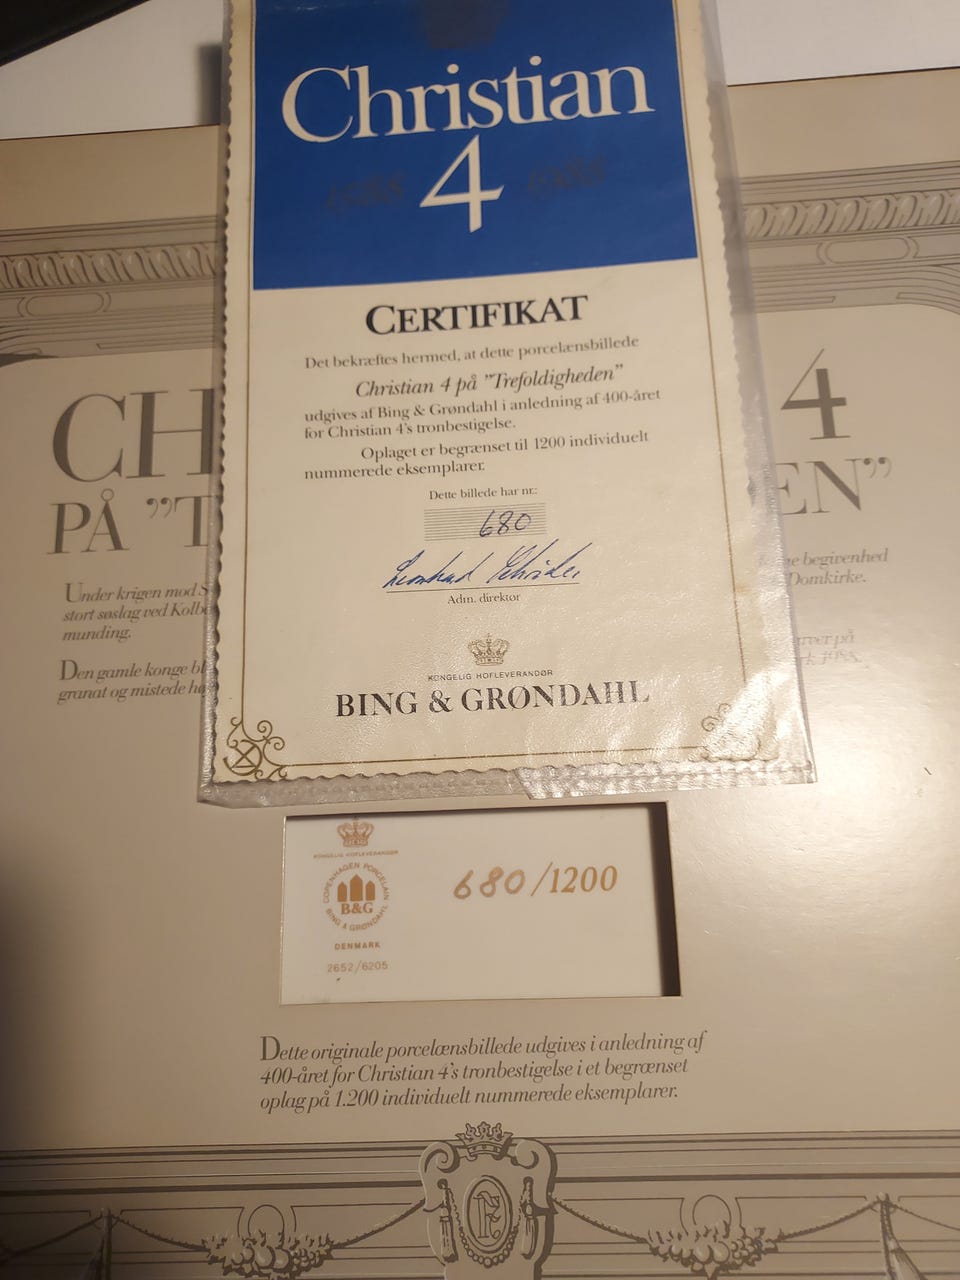 Christian
4
1588 1988
CERTIFIKAT
Det bekræftes hermed, at dette porcelænsbillede
Christian 4 på "Trefoldigheden"
udgives af Bing & Grøndahl i anledning af 400-året
for Christian 4's tronbestigelse.
Oplaget er begrænset til 1200 individuelt
nummerede eksemplarer.
Dette billede har nr.:
680
Adm. direktør
KONGELIG HOFLEVERANDØR
BING & GRØNDAHL
CH
PÅ "T
Under krigen mod S
stort søslag ved Kolb
munding.
Den gamle konge bl
granat og mistede hø
4
EN"
begivenhed
Domkirke.
på
KONGELIG HOFLEVERANDØR
COPENHAGEN PORCELAIN
B&G
BING & GRØNDAHL
DENMARK
2652/6205
680/1200
Dette originale porcelænsbillede udgives i anledning af
400-året for Christian 4's tronbestigelse i et begrænset
oplag på 1.200 individuelt nummerede eksemplarer.